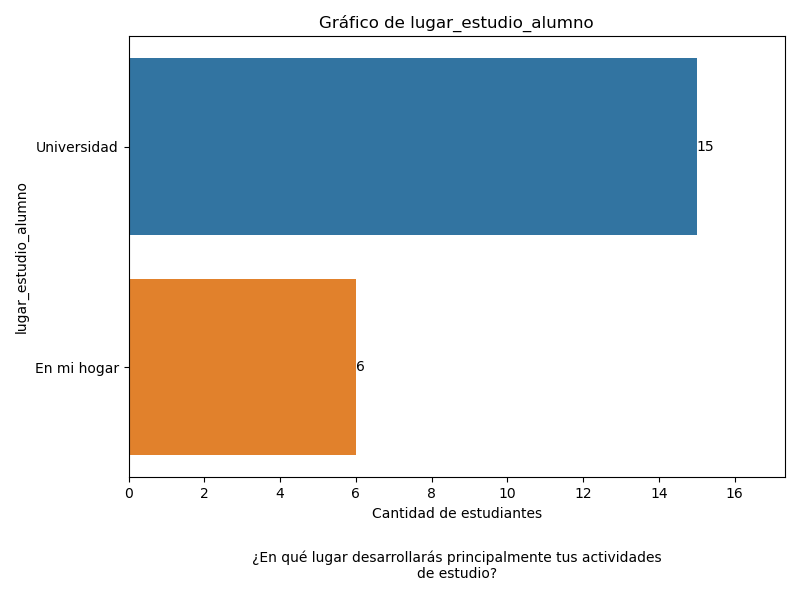 Gráfico de lugar_estudio_alumno
Universidad
15
lugar_estudio_alumno
En mi hogar
6
0 2 4 6 8 10 12 14 16
Cantidad de estudiantes
¿En qué lugar desarrollarás principalmente tus actividades
de estudio?